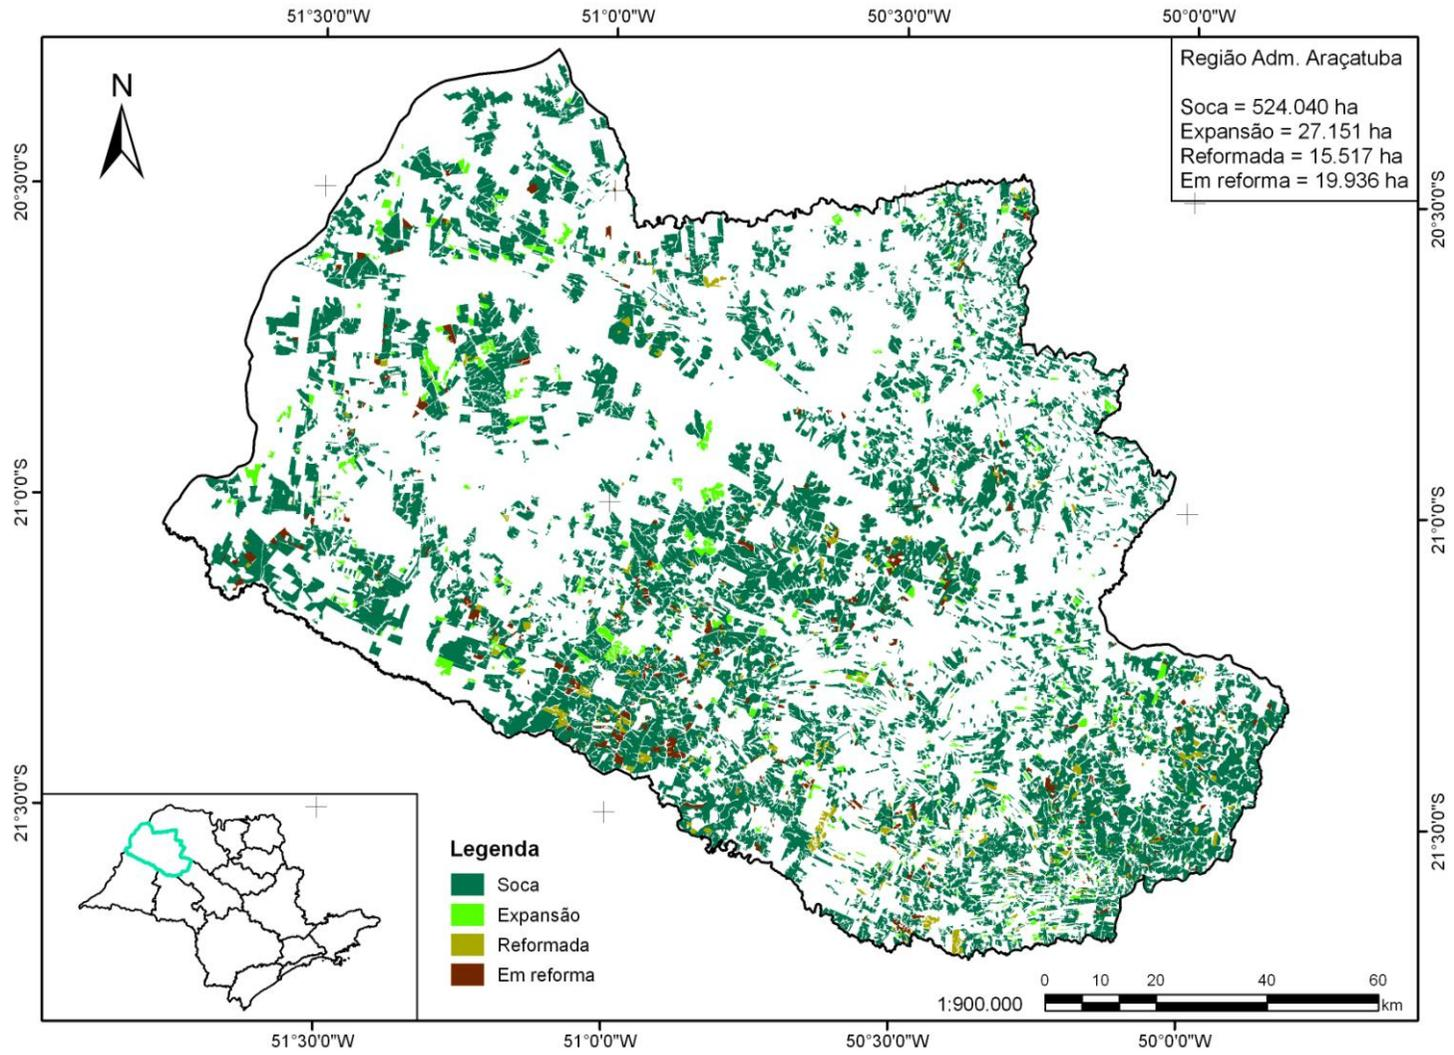 51°30'0"W
51°0'0"W
50°30'0"W
50°0'0"W
N
Região Adm. Araçatuba
Soca = 524.040 ha
Expansão = 27.151 ha
Reformada = 15.517 ha
Em reforma = 19.936 ha
20°30'0"S
20°30'0"S
21°0'0"S
21°0'0"S
21°30'0"S
21°30'0"S
Legenda
Soca
Expansão
Reformada
Em reforma
0 10 20 40 60
1:900.000
km
51°30'0"W
51°0'0"W
50°30'0"W
50°0'0"W